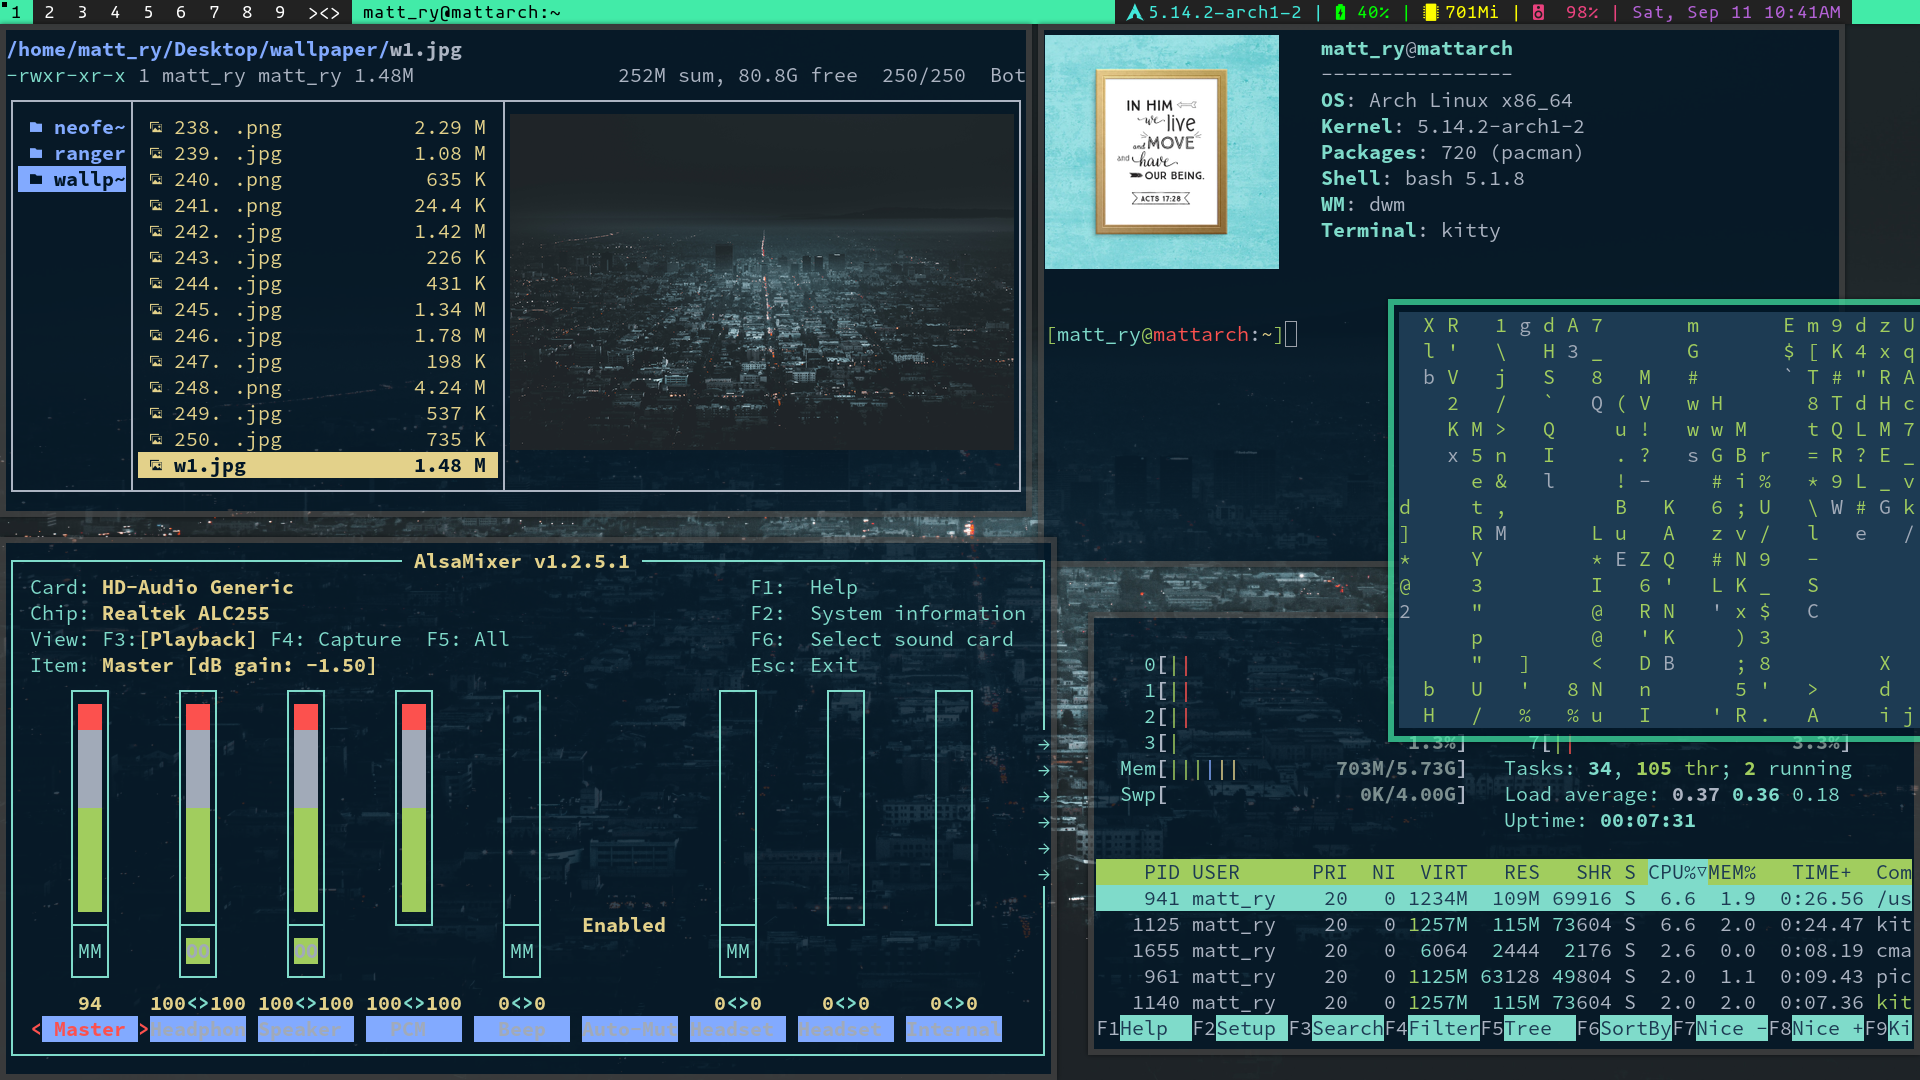 1 2 3 4 5 6 7 8 9 ><> matt_ry@mattarch:~
5.14.2-arch1-2 | 40% | 701Mi | 98% | Sat, Sep 11 10:41AM
/home/matt_ry/Desktop/wallpaper/w1.jpg
-rwxr-xr-x 1 matt_ry matt_ry 1.48M 252M sum, 80.8G free 250/250 Bot
neofe~
ranger
wallp~
238. .png 2.29 M
239. .jpg 1.08 M
240. .png 635 K
241. .png 24.4 K
242. .jpg 1.42 M
243. .jpg 226 K
244. .jpg 431 K
245. .jpg 1.34 M
246. .jpg 1.78 M
247. .jpg 198 K
248. .png 4.24 M
249. .jpg 537 K
250. .jpg 735 K
w1.jpg 1.48 M
IN HIM
we live
and MOVE
and have
OUR BEING.
ACTS 17:28
matt_ry@mattarch
----------------
OS: Arch Linux x86_64
Kernel: 5.14.2-arch1-2
Packages: 720 (pacman)
Shell: bash 5.1.8
WM: dwm
Terminal: kitty
[matt_ry@mattarch:~]
X R 1 g d A 7 m E m 9 d z U
l ' \ H 3 _ G $ [ K 4 x q
b V j S 8 M # ` T # " R A
2 / ` Q ( V w H 8 T d H c
K M > Q u ! w w M t Q L M 7
x 5 n I . ? s G B r = R ? E _
e & l ! - # i % * 9 L _ v
d t , B K 6 ; U \ W # G k
] R M L u A z v / l e /
* Y * E Z Q # N 9 -
@ 3 I 6 ' L K _ S
2 " @ R N ' x $ C
p @ ' K ) 3
" ] < D B ; 8 X
b U ' 8 N n 5 ' > d
H / % % u I ' R . A i j
AlsaMixer v1.2.5.1
Card: HD-Audio Generic F1: Help
Chip: Realtek ALC255 F2: System information
View: F3:[Playback] F4: Capture F5: All F6: Select sound card
Item: Master [dB gain: -1.50] Esc: Exit
Enabled
MM OO OO MM MM
94 100<>100 100<>100 100<>100 0<>0 0<>0 0<>0 0<>0
< Master > Headphon Speaker PCM Beep Auto-Mut Headset Headset Internal
0[||
1[||
2[||
3[| 1.3%] 7[|| 3.3%]
Mem[|||||| 703M/5.73G] Tasks: 34, 105 thr; 2 running
Swp[ 0K/4.00G] Load average: 0.37 0.36 0.18
Uptime: 00:07:31
PID USER PRI NI VIRT RES SHR S CPU%▽MEM% TIME+ Com
941 matt_ry 20 0 1234M 109M 69916 S 6.6 1.9 0:26.56 /us
1125 matt_ry 20 0 1257M 115M 73604 S 6.6 2.0 0:24.47 kit
1655 matt_ry 20 0 6064 2444 2176 S 2.6 0.0 0:08.19 cma
961 matt_ry 20 0 1125M 63128 49804 S 2.0 1.1 0:09.43 pic
1140 matt_ry 20 0 1257M 115M 73604 S 2.0 2.0 0:07.36 kit
F1Help F2Setup F3SearchF4FilterF5Tree F6SortByF7Nice -F8Nice +F9Ki